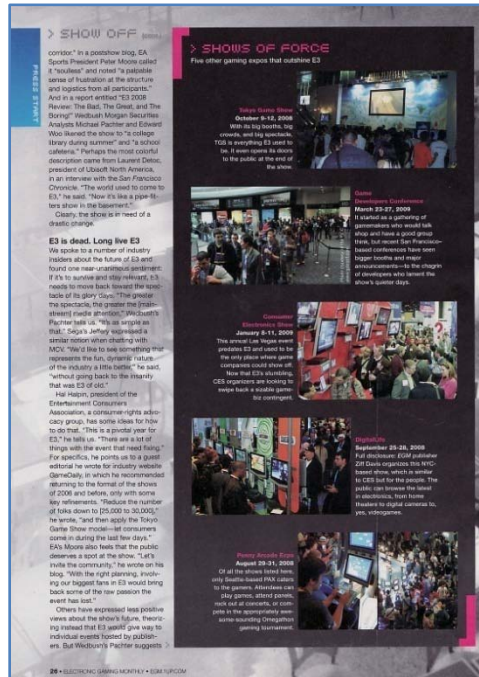 > SHOW OFF
PRESS START
corridor." In a postshow blog, EA
Sports President Peter Moore called
it "soulless" and noted "a palpable
sense of frustration at the structure
and logistics from all participants."
And in a report entitled "E3 2008
Review: The Bad, The Great, and The
Boring" Wedbush Morgan Securities
Analysts Michael Pachter and Edward
Woo likened the show to "a college
library during summer" and "a school
cafeteria." Perhaps the most colorful
description came from Laurent Detoc,
president of Ubisoft North America,
in an interview with the San Francisco
Chronicle. "The world used to come to
E3," he said. "Now it's like a pipe-fit-
ters show in the basement."
Clearly, the show is in need of a
drastic change.
E3 is dead. Long live E3
We spoke to a number of industry
insiders about the future of E3 and
found one near-unanimous sentiment:
If it's to survive and stay relevant, it
needs to move back toward the spec-
tacle of its glory days. "The greater
the spectacle, the greater the [main-
stream] media attention," Wedbush's
Pachter tells us. "It's as simple as
that." Sega's Jeffery expressed a
similar notion when chatting with
MCV. "We'd like to see something that
represents the fun, dynamic nature
of the industry a little better," he said,
"without going back to the insanity
that was E3 of old."
Hal Halpin, president of the
Entertainment Consumers
Association, a consumer-rights advo-
cacy group, has some ideas for how
to do that. "This is a pivotal year for
E3," he tells us. "There are a lot of
things with the event that need fixing."
For specifics, he points us to a guest
editorial he wrote for industry website
GameDaily, in which he recommended
returning to the format of the shows
of 2006 and before, only with some
key refinements. "Reduce the number
of folks down to [25,000 to 30,000],"
he wrote, "and then apply the Tokyo
Game Show model—let consumers
come in during the last few days."
EA's Moore also feels that the public
deserves a spot at the show. "Let's
invite the community," he wrote on his
blog. "With the right planning, involv-
ing our biggest fans in E3 would bring
back some of the raw passion the
event has lost."
Others have expressed less positive
views about the show's future, theoriz-
ing instead that E3 would give way to
individual events hosted by publish-
ers. But Wedbush's Pachter suggests >
> SHOWS OF FORCE
Five other gaming expos that outshine E3
Tokyo Game Show
October 9-12, 2008
With its big booths, big
crowds, and big spectacle,
TGS is everything E3 used to
be. It even opens its doors
to the public at the end of
the show.
Game
Developers Conference
March 23-27, 2009
It started as a gathering of
gamemakers who would talk
shop and have a good group
think, but recent San Francisco-
based conferences have seen
bigger booths and major
announcements—to the chagrin
of developers who lament the
show's quieter days.
Consumer
Electronics Show
January 8-11, 2009
This annual Las Vegas event
predates E3 and used to be
the only place where game
companies could show off.
Now that E3's stumbling,
CES organizers are looking to
swipe back a sizable game-
biz contingent.
DigitalLife
September 25-28, 2008
Full disclosure: EGM publisher
Ziff Davis organizes this NYC-
based show, which is similar
to CES but for the people. The
public can browse the latest
in electronics, from home
theaters to digital cameras to,
yes, videogames.
Penny Arcade Expo
August 29-31, 2008
Of all the shows listed here,
only Seattle-based PAX caters
to the gamers. Attendees can
play games, attend panels,
rock out at concerts, or com-
pete in the appropriately awe-
some-sounding Omegathon
gaming tournament.
26 • ELECTRONIC GAMING MONTHLY • EGM.1UP.COM